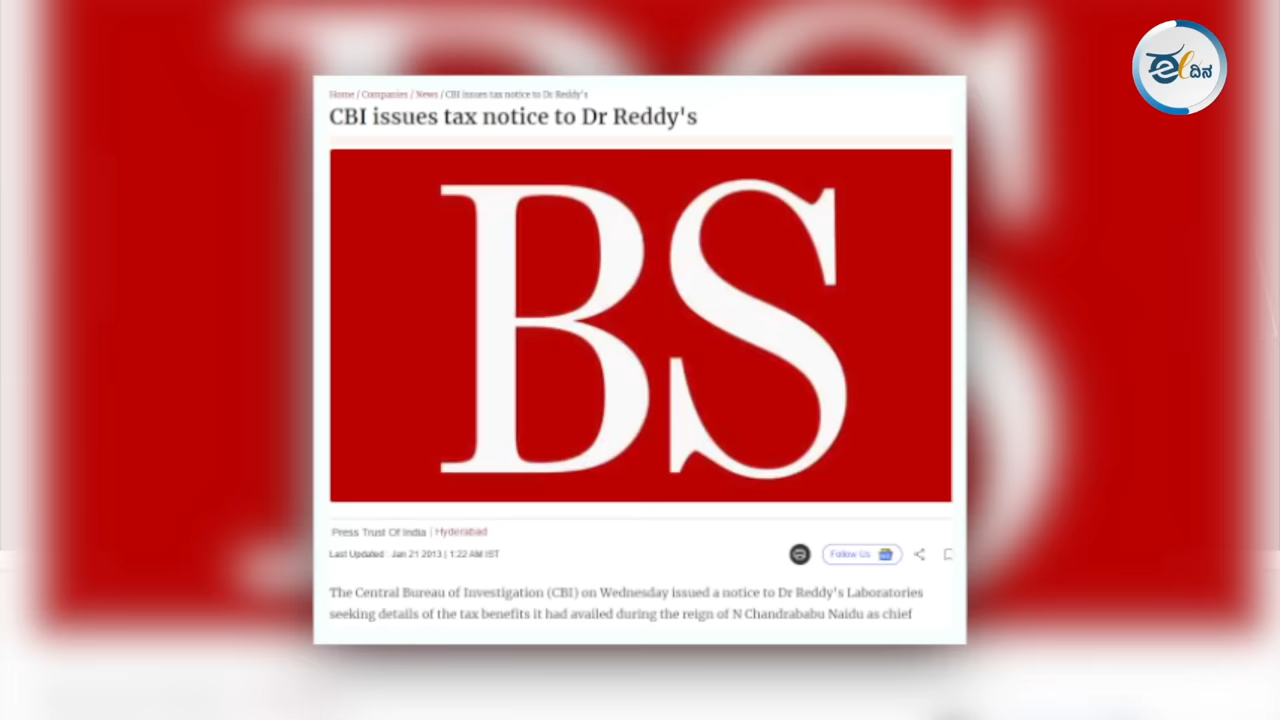 eಲ ದಿನ
Home / Companies / News / CBI issues tax notice to Dr Reddy's
CBI issues tax notice to Dr Reddy's
BS
Press Trust Of India | Hyderabad
Last Updated : Jan 21 2013 | 1:22 AM IST
Follow Us
The Central Bureau of Investigation (CBI) on Wednesday issued a notice to Dr Reddy's Laboratories
seeking details of the tax benefits it had availed during the reign of N Chandrababu Naidu as chief